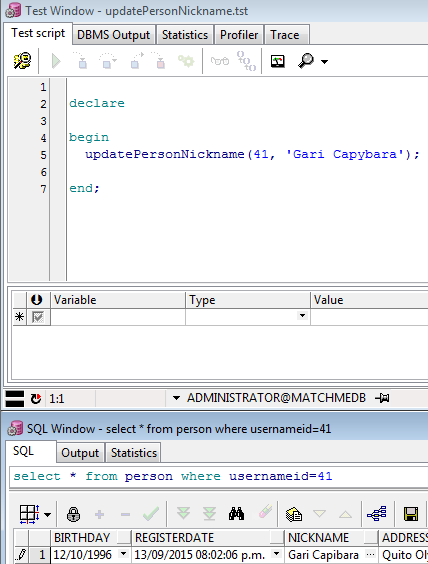 Test Window - updatePersonNickname.tst
Test script DBMS Output Statistics Profiler Trace
1
2 declare
3
4 begin
5 updatePersonNickname(41, 'Gari Capybara');
6
7 end;
Variable Type Value
1:1 ADMINISTRATOR@MATCHMEDB
SQL Window - select * from person where usernameid=41
SQL Output Statistics
select * from person where usernameid=41
BIRTHDAY REGISTERDATE NICKNAME ADDRESS
1 12/10/1996 13/09/2015 08:02:06 p.m. Gari Capibara ... Quito Ol